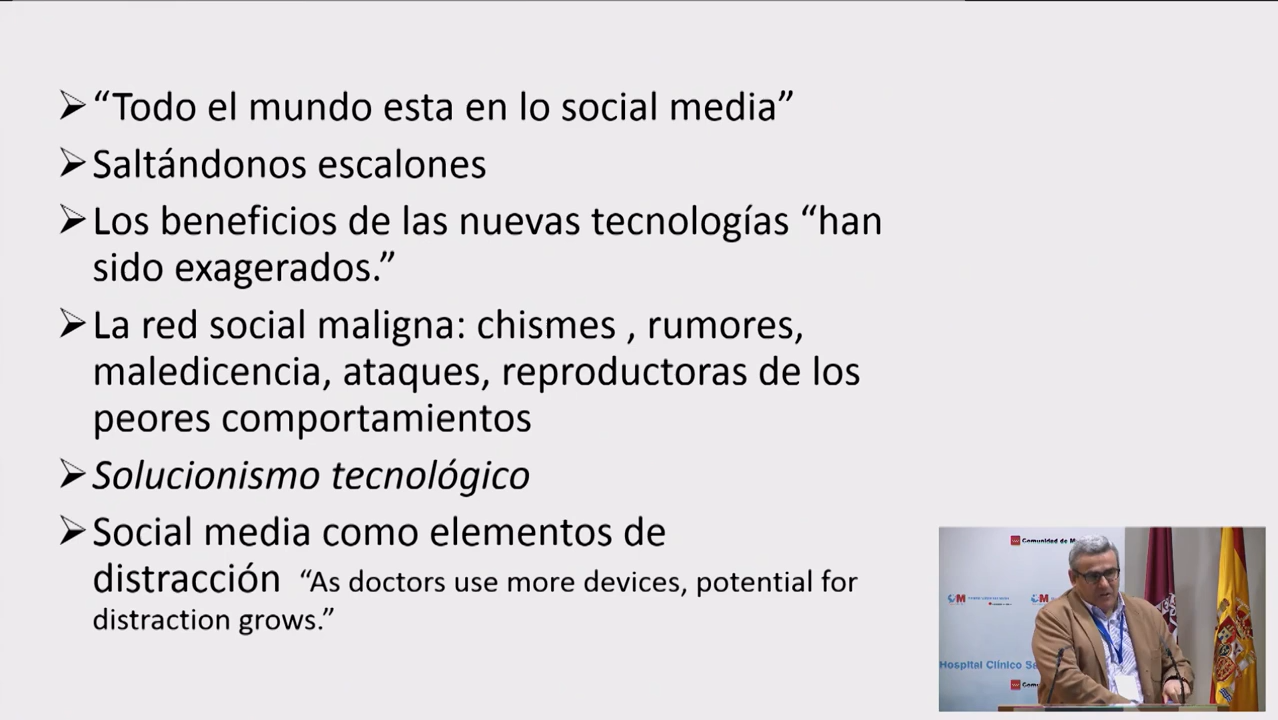 ➢“Todo el mundo esta en lo social media”
➢Saltándonos escalones
➢Los beneficios de las nuevas tecnologías “han
sido exagerados.”
➢La red social maligna: chismes , rumores,
maledicencia, ataques, reproductoras de los
peores comportamientos
➢Solucionismo tecnológico
➢Social media como elementos de
distracción “As doctors use more devices, potential for
distraction grows.”
Comunidad de M
Hospital Clínico